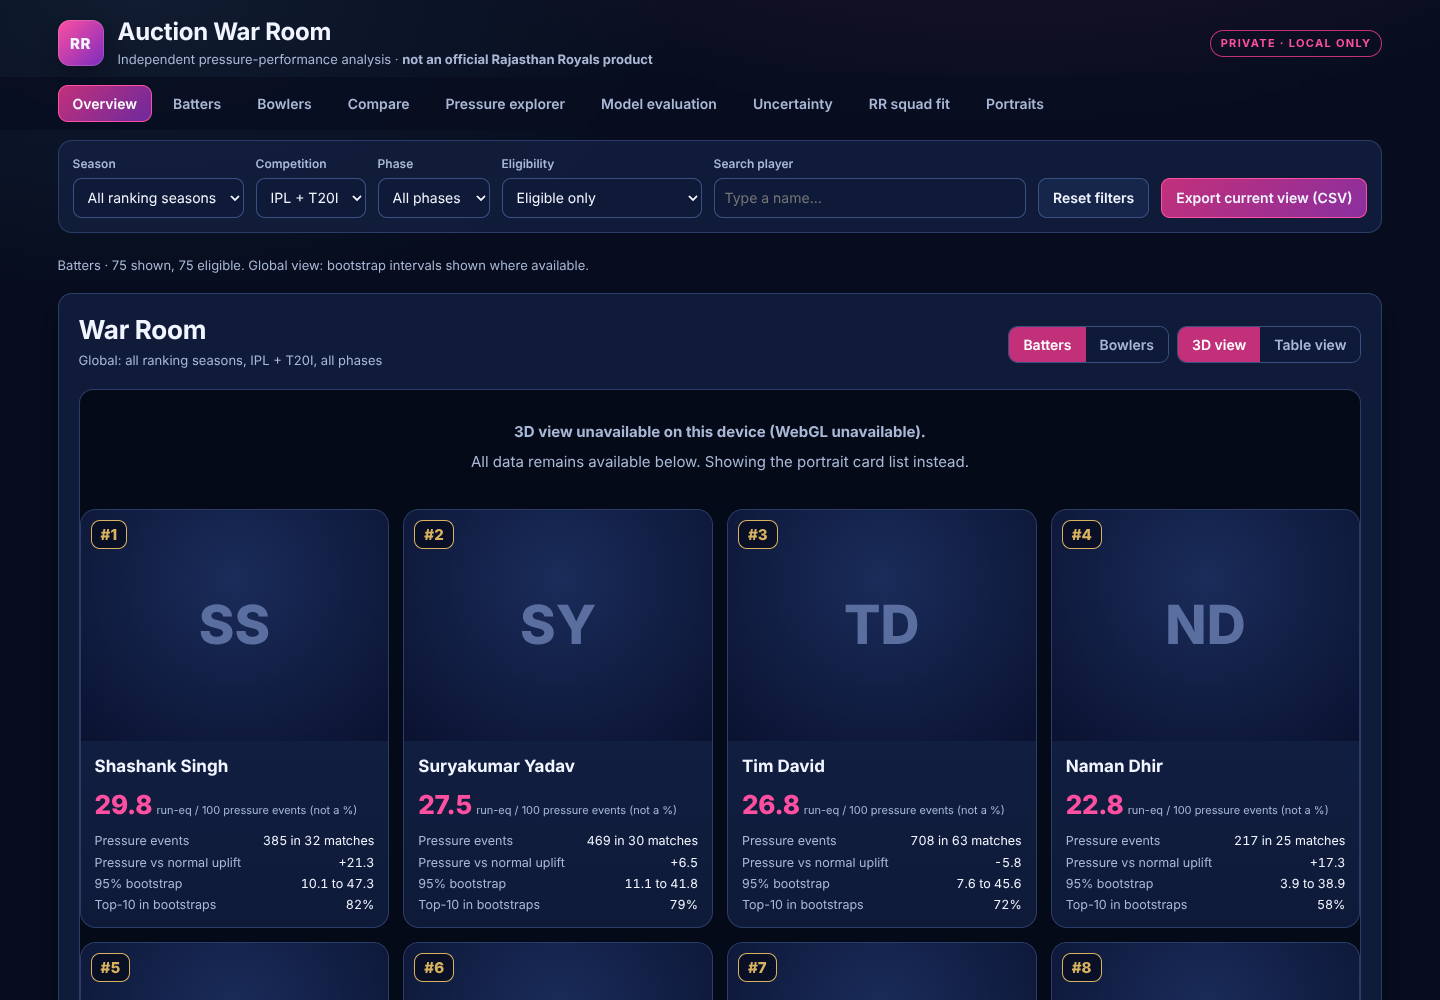 RR
Auction War Room
Independent pressure-performance analysis · not an official Rajasthan Royals product
PRIVATE · LOCAL ONLY
Overview Batters Bowlers Compare Pressure explorer Model evaluation Uncertainty RR squad fit Portraits
Season Competition Phase Eligibility Search player
All ranking seasons IPL + T20I All phases Eligible only Type a name... Reset filters Export current view (CSV)
Batters · 75 shown, 75 eligible. Global view: bootstrap intervals shown where available.
War Room
Global: all ranking seasons, IPL + T20I, all phases
Batters Bowlers 3D view Table view
3D view unavailable on this device (WebGL unavailable).
All data remains available below. Showing the portrait card list instead.
#1
SS
Shashank Singh
29.8 run-eq / 100 pressure events (not a %)
Pressure events 385 in 32 matches
Pressure vs normal uplift +21.3
95% bootstrap 10.1 to 47.3
Top-10 in bootstraps 82%
#2
SY
Suryakumar Yadav
27.5 run-eq / 100 pressure events (not a %)
Pressure events 469 in 30 matches
Pressure vs normal uplift +6.5
95% bootstrap 11.1 to 41.8
Top-10 in bootstraps 79%
#3
TD
Tim David
26.8 run-eq / 100 pressure events (not a %)
Pressure events 708 in 63 matches
Pressure vs normal uplift -5.8
95% bootstrap 7.6 to 45.6
Top-10 in bootstraps 72%
#4
ND
Naman Dhir
22.8 run-eq / 100 pressure events (not a %)
Pressure events 217 in 25 matches
Pressure vs normal uplift +17.3
95% bootstrap 3.9 to 38.9
Top-10 in bootstraps 58%
#5
#6
#7
#8